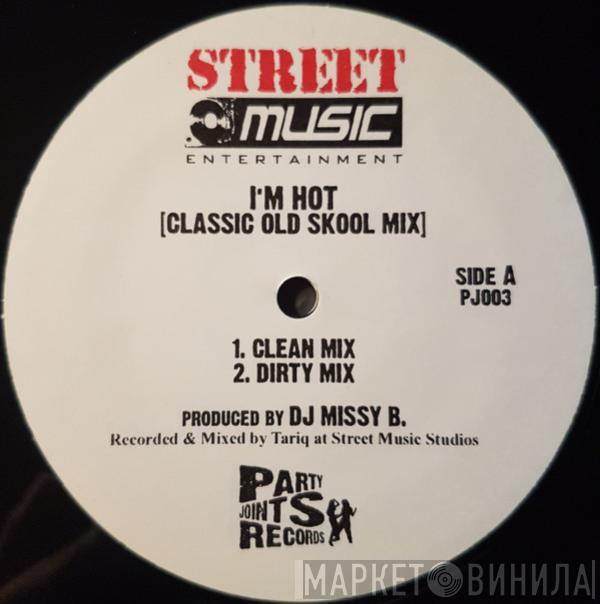 STREET
MUSIC
ENTERTAINMENT
I'M HOT
[CLASSIC OLD SKOOL MIX]
SIDE A
PJ003
1. CLEAN MIX
2. DIRTY MIX
PRODUCED BY DJ MISSY B.
Recorded & Mixed by Tariq at Street Music Studios
PARTY
JOINTS
RECORDS
МАРКЕТ ВИНИЛА